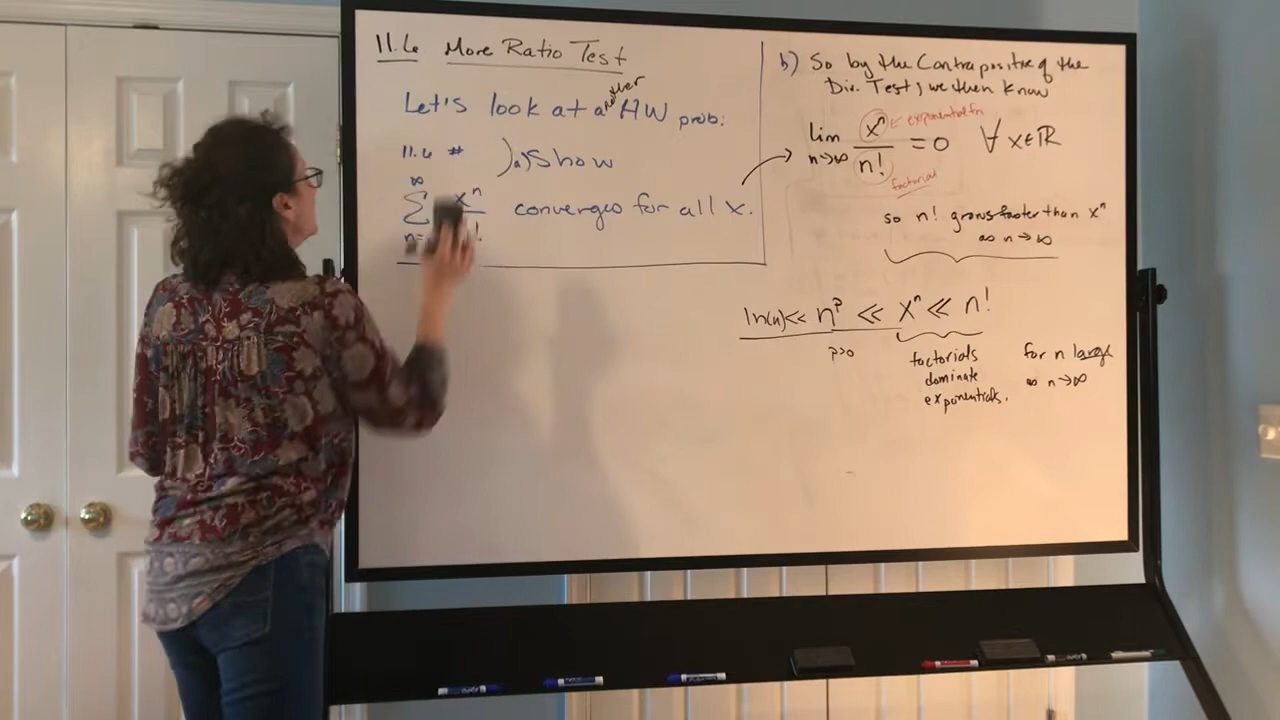 11.6 More Ratio Test
Let's look at another HW prob:
11.6 # ) a) Show
∞
Σ xⁿ/n! converges for all x.
n=
b) So by the Contrapositive of the
Div. Test, we then know
lim n→∞ xⁿ/n! = 0 ∀ x∈ℝ
← exponential fn
factorial
so n! grows faster than xⁿ
as n→∞
ln(n) << nᵖ << xⁿ << n!
p>0
factorials
dominate
exponentials.
for n large
as n→∞